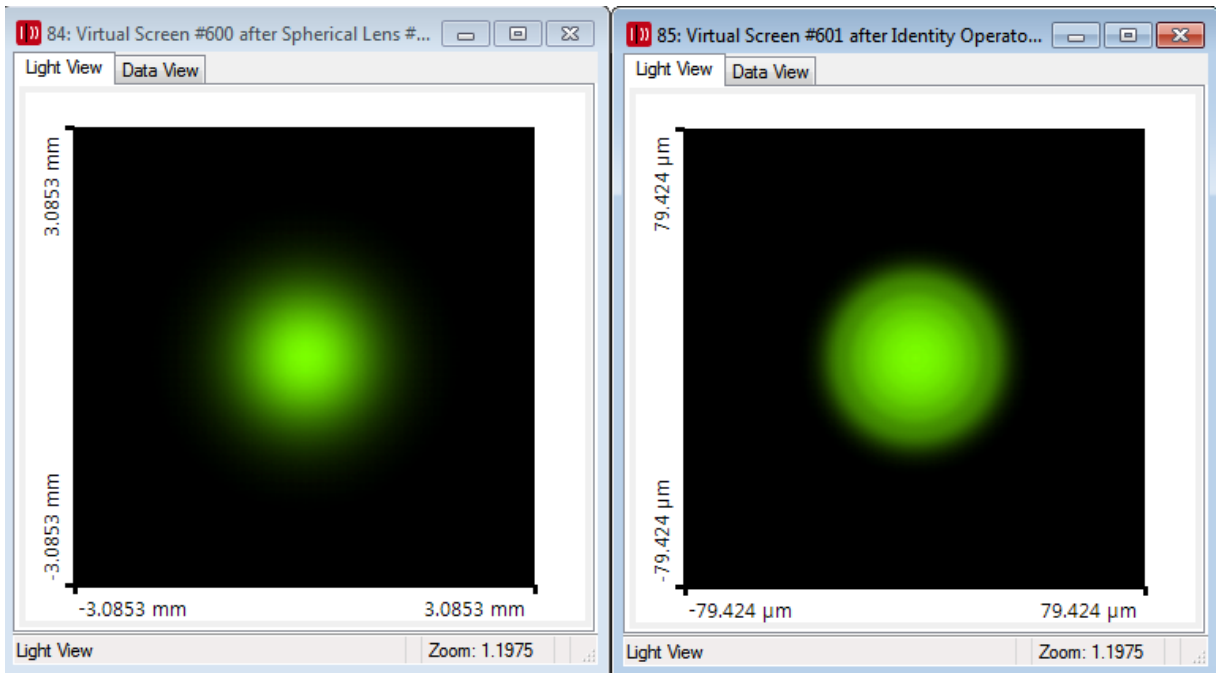 84: Virtual Screen #600 after Spherical Lens #...
Light View
Data View
3.0853 mm
-3.0853 mm
-3.0853 mm
3.0853 mm
Light View
Zoom: 1.1975
85: Virtual Screen #601 after Identity Operato...
Light View
Data View
79.424 µm
-79.424 µm
-79.424 µm
79.424 µm
Light View
Zoom: 1.1975